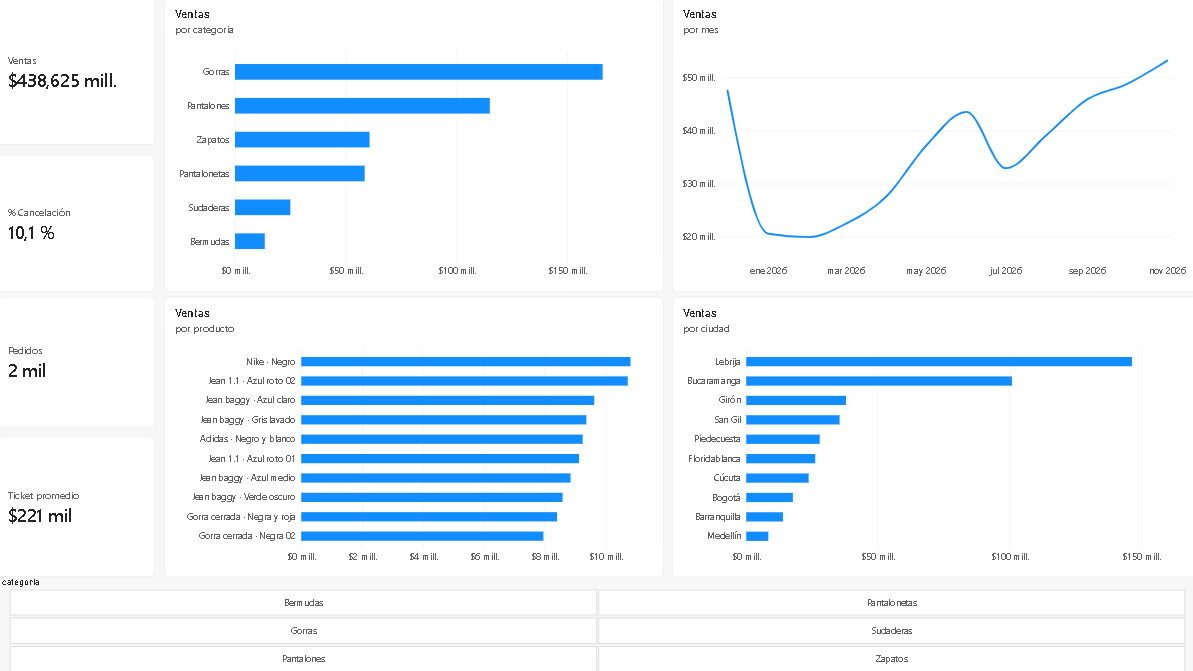 Ventas
$438,625 mill.
% Cancelación
10,1 %
Pedidos
2 mil
Ticket promedio
$221 mil
Ventas
por categoría
Gorras
Pantalones
Zapatos
Pantalonetas
Sudaderas
Bermudas
$0 mill. $50 mill. $100 mill. $150 mill.
Ventas
por mes
$50 mill.
$40 mill.
$30 mill.
$20 mill.
ene 2026 mar 2026 may 2026 jul 2026 sep 2026 nov 2026
Ventas
por producto
Nike · Negro
Jean 1.1 · Azul roto 02
Jean baggy · Azul claro
Jean baggy · Gris lavado
Adidas · Negro y blanco
Jean 1.1 · Azul roto 01
Jean baggy · Azul medio
Jean baggy · Verde oscuro
Gorra cerrada · Negra y roja
Gorra cerrada · Negra 02
$0 mill. $2 mill. $4 mill. $6 mill. $8 mill. $10 mill.
Ventas
por ciudad
Lebrija
Bucaramanga
Girón
San Gil
Piedecuesta
Floridablanca
Cúcuta
Bogotá
Barranquilla
Medellín
$0 mill. $50 mill. $100 mill. $150 mill.
categoria
Bermudas Pantalonetas
Gorras Sudaderas
Pantalones Zapatos